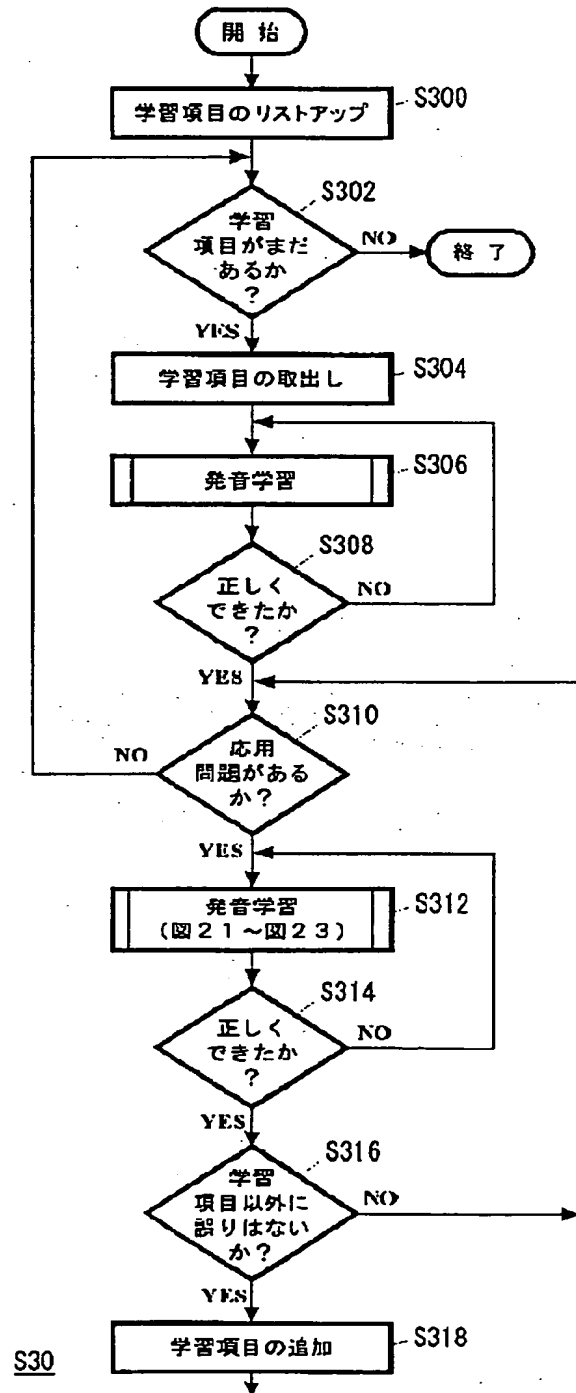 開 始
学習項目のリストアップ
S300
S302
学習
項目がまだ
あるか
?
NO
終 了
YES
学習項目の取出し
S304
発音学習
S306
S308
正しく
できたか
?
NO
YES
S310
応用
問題がある
か?
NO
YES
発音学習
(図21~図23)
S312
S314
正しく
できたか
?
NO
YES
S316
学習
項目以外に
誤りはない
か?
NO
YES
学習項目の追加
S318
S30